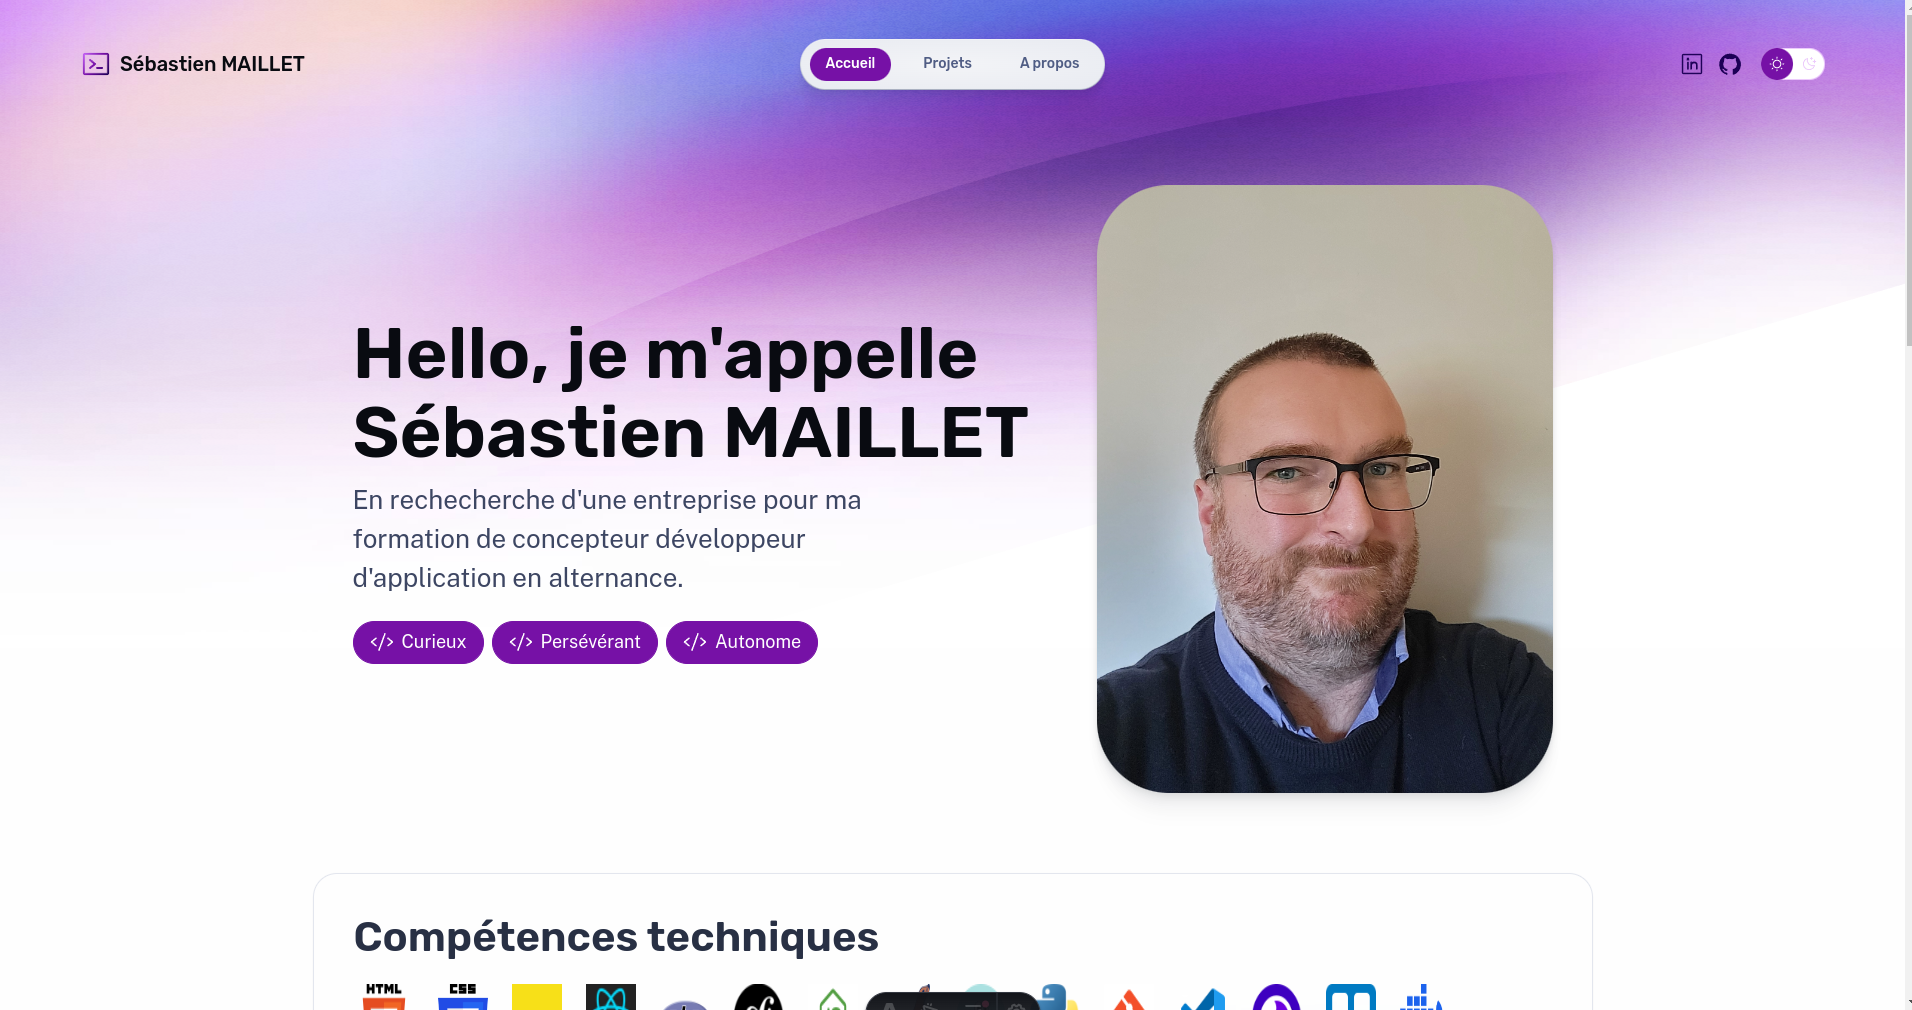 Sébastien MAILLET
Accueil
Projets
A propos
Hello, je m'appelle
Sébastien MAILLET
En rechecherche d'une entreprise pour ma
formation de concepteur développeur
d'application en alternance.
</> Curieux
</> Persévérant
</> Autonome
Compétences techniques
HTML
CSS